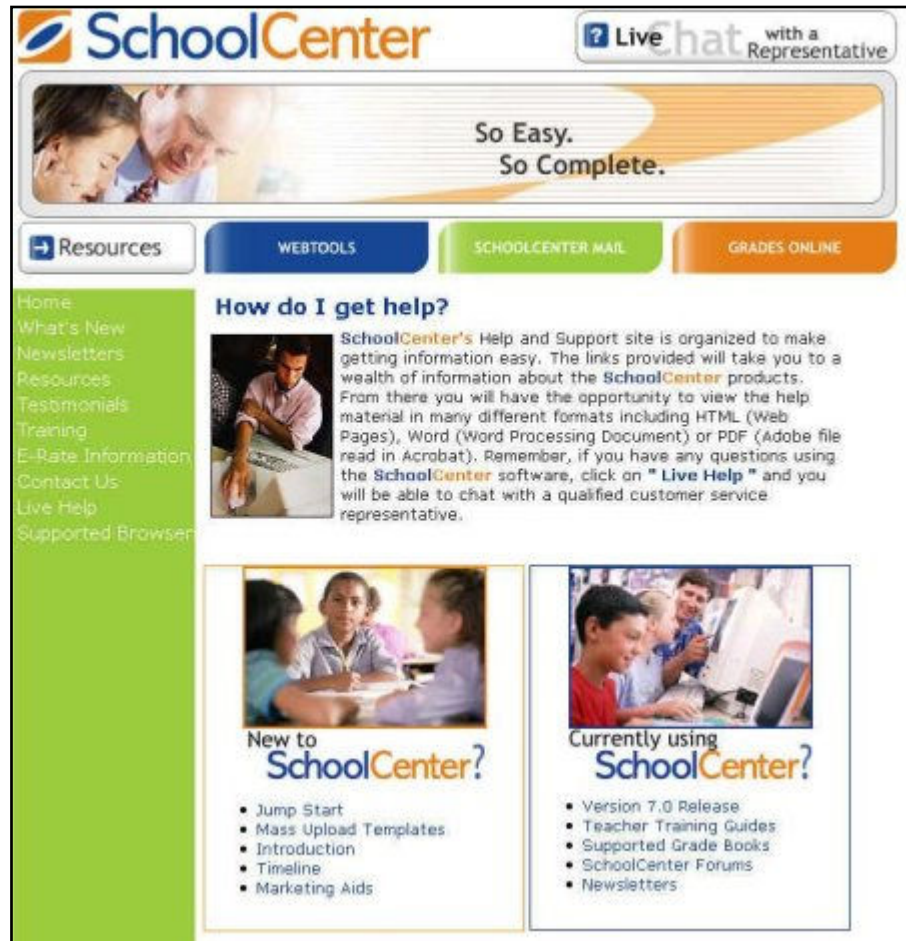 SchoolCenter
? Live Chat with a
Representative
So Easy.
So Complete.
Resources
WEBTOOLS
SCHOOLCENTER MAIL
GRADES ONLINE
Home
What's New
Newsletters
Resources
Testimonials
Training
E-Rate Information
Contact Us
Live Help
Supported Browser
How do I get help?
SchoolCenter's Help and Support site is organized to make
getting information easy. The links provided will take you to a
wealth of information about the SchoolCenter products.
From there you will have the opportunity to view the help
material in many different formats including HTML (Web
Pages), Word (Word Processing Document) or PDF (Adobe file
read in Acrobat). Remember, if you have any questions using
the SchoolCenter software, click on " Live Help " and you
will be able to chat with a qualified customer service
representative.
New to
SchoolCenter?
• Jump Start
• Mass Upload Templates
• Introduction
• Timeline
• Marketing Aids
Currently using
SchoolCenter?
• Version 7.0 Release
• Teacher Training Guides
• Supported Grade Books
• SchoolCenter Forums
• Newsletters